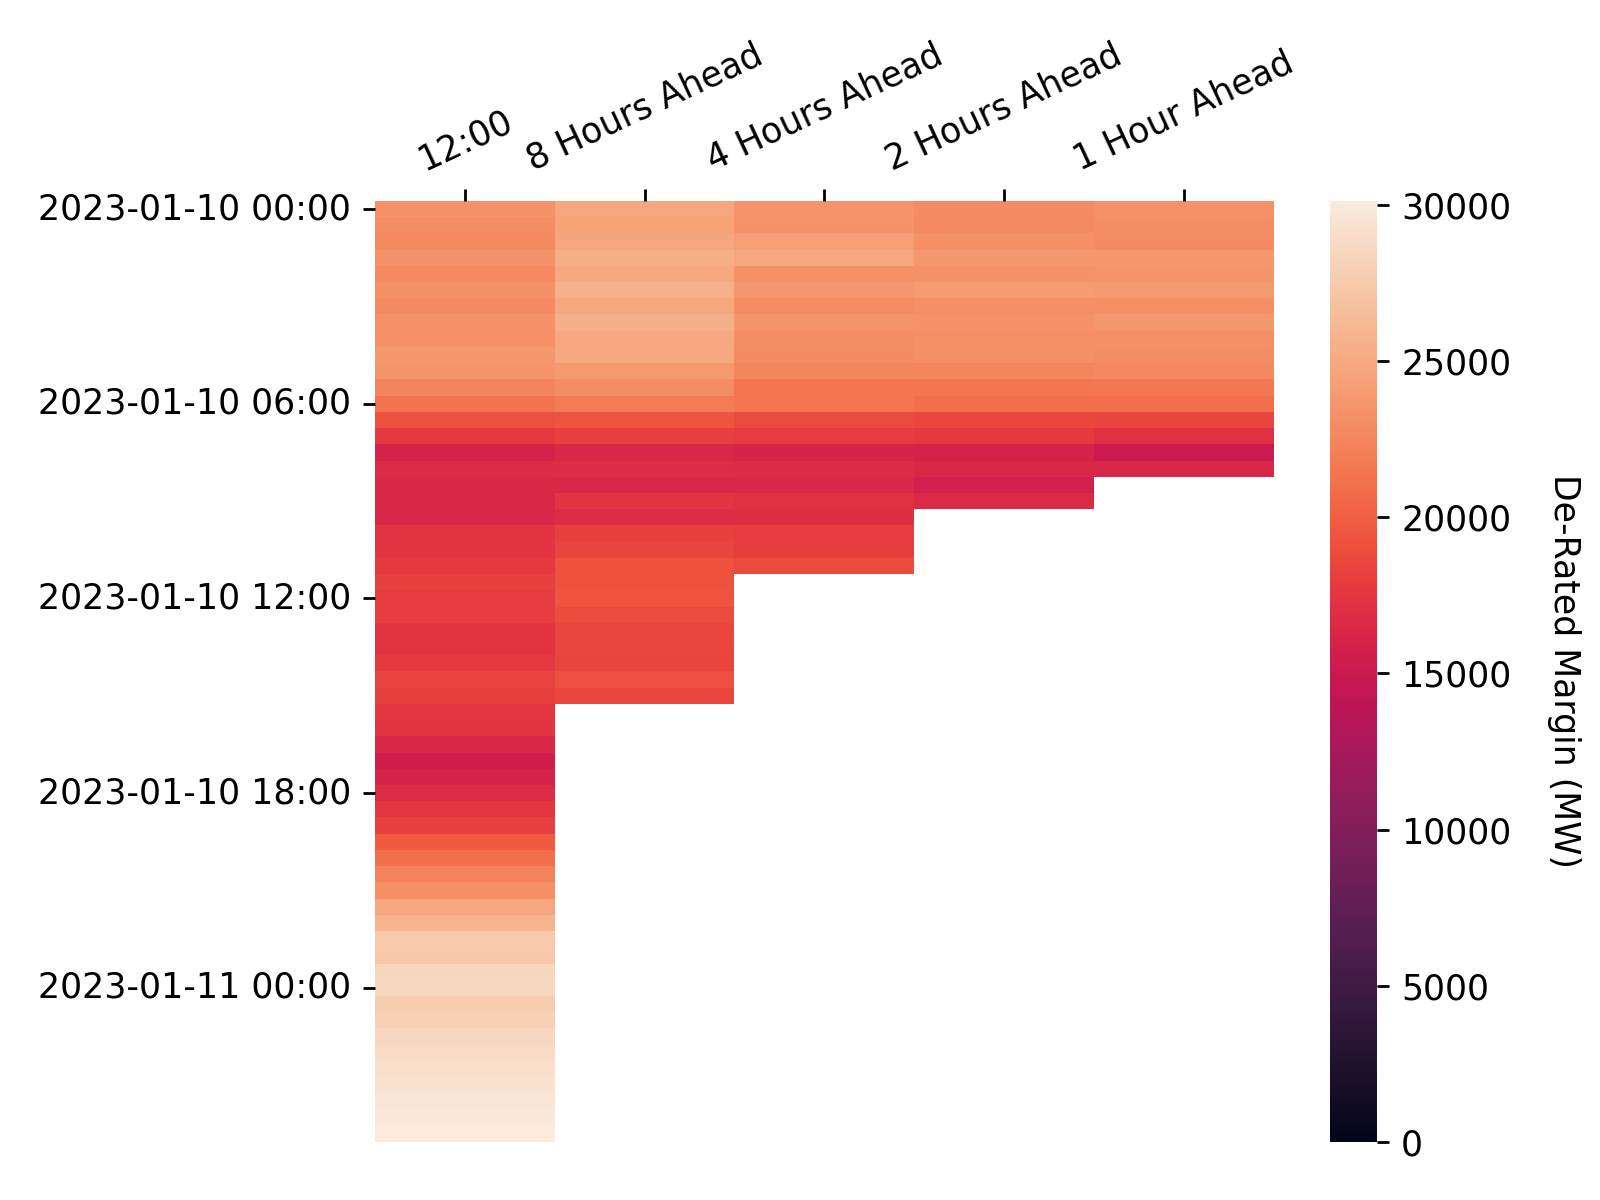 12:00
8 Hours Ahead
4 Hours Ahead
2 Hours Ahead
1 Hour Ahead
2023-01-10 00:00
2023-01-10 06:00
2023-01-10 12:00
2023-01-10 18:00
2023-01-11 00:00
30000
25000
20000
15000
10000
5000
0
De-Rated Margin (MW)